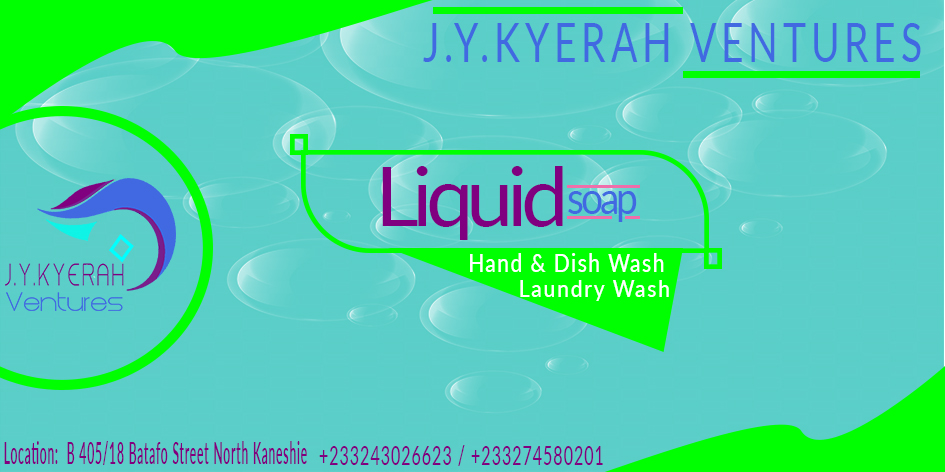 J.Y.KYERAH VENTURES
Liquid soap
Hand & Dish Wash
Laundry Wash
J.Y.KYERAH
Ventures
Location: B 405/18 Batafo Street North Kaneshie +233243026623 / +233274580201